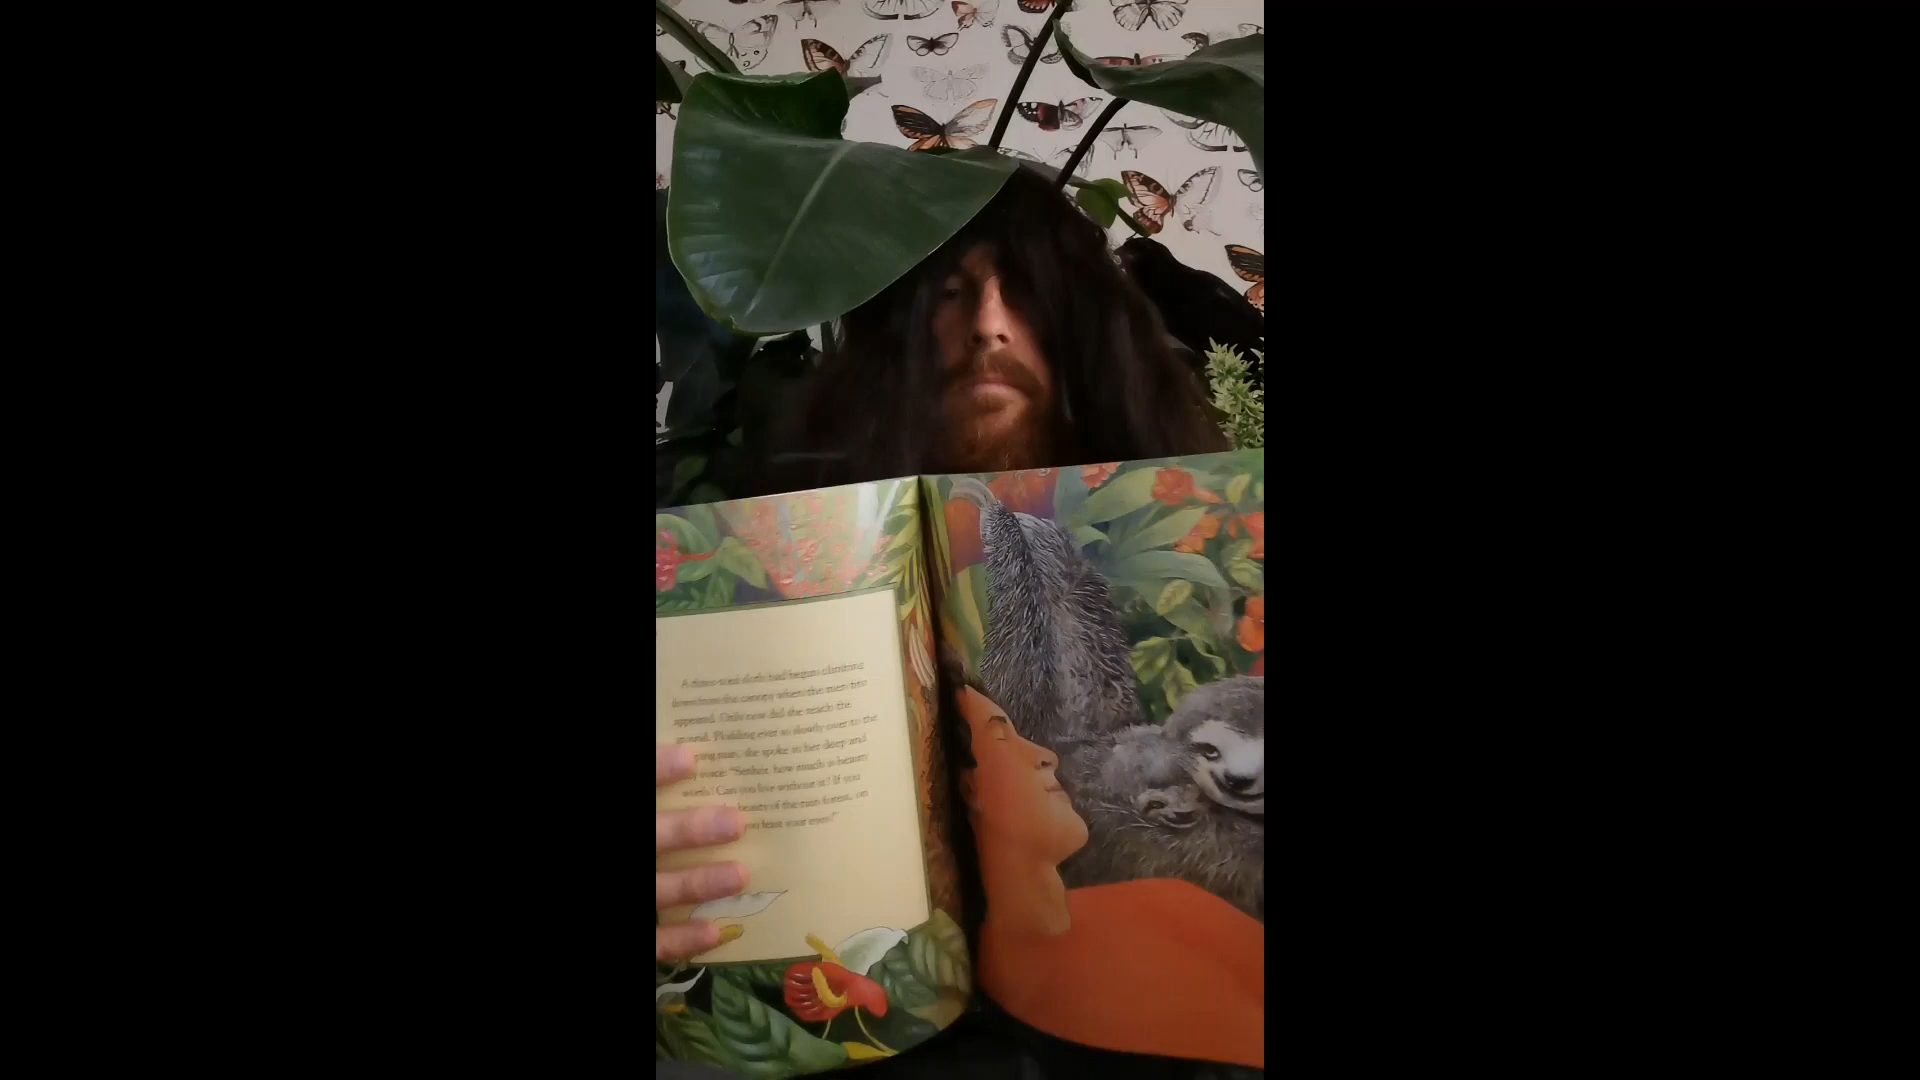 A three-toed sloth had begun climbing
down from the canopy when the men first
appeared. Only now did she reach the
ground. Plodding ever so slowly over to the
man, she spoke in her deep and
voice: "Senhor, how much is beauty
worth? Can you live without it? If you
beauty of the rain forest, on
you feast your eyes?"